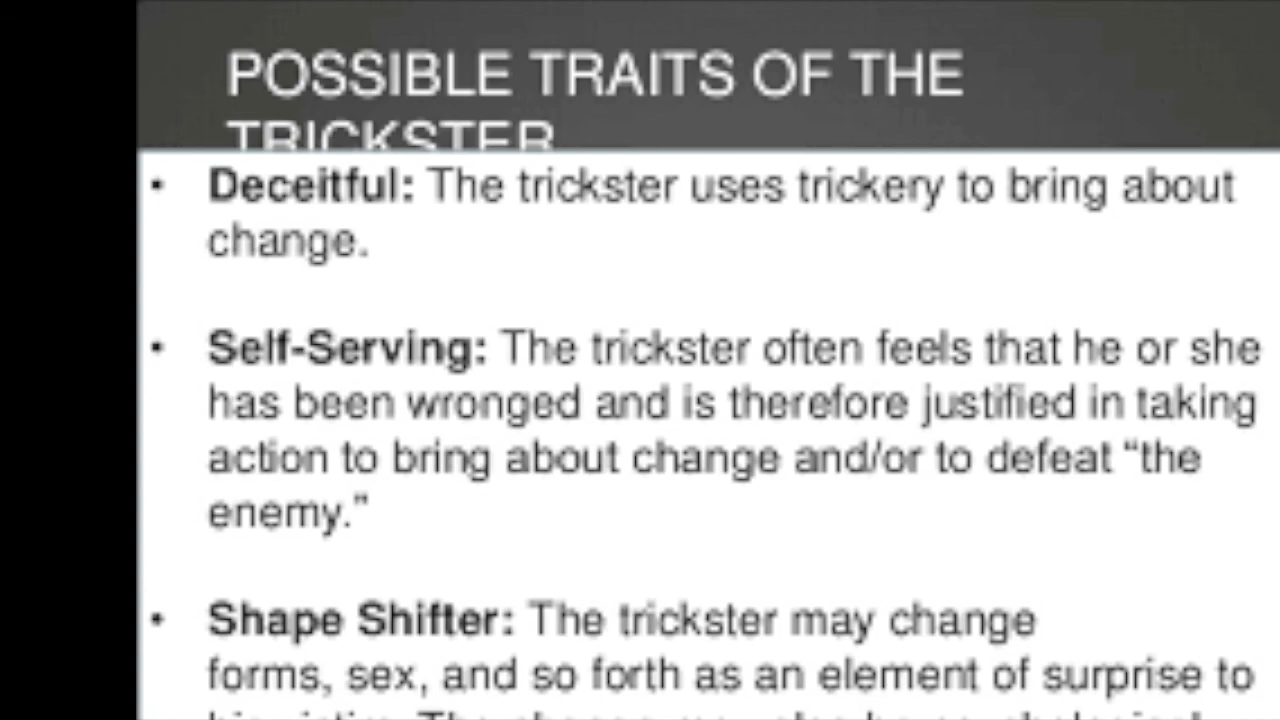 POSSIBLE TRAITS OF THE
TRICKSTER
• Deceitful: The trickster uses trickery to bring about
change.
• Self-Serving: The trickster often feels that he or she
has been wronged and is therefore justified in taking
action to bring about change and/or to defeat “the
enemy.”
• Shape Shifter: The trickster may change
forms, sex, and so forth as an element of surprise to